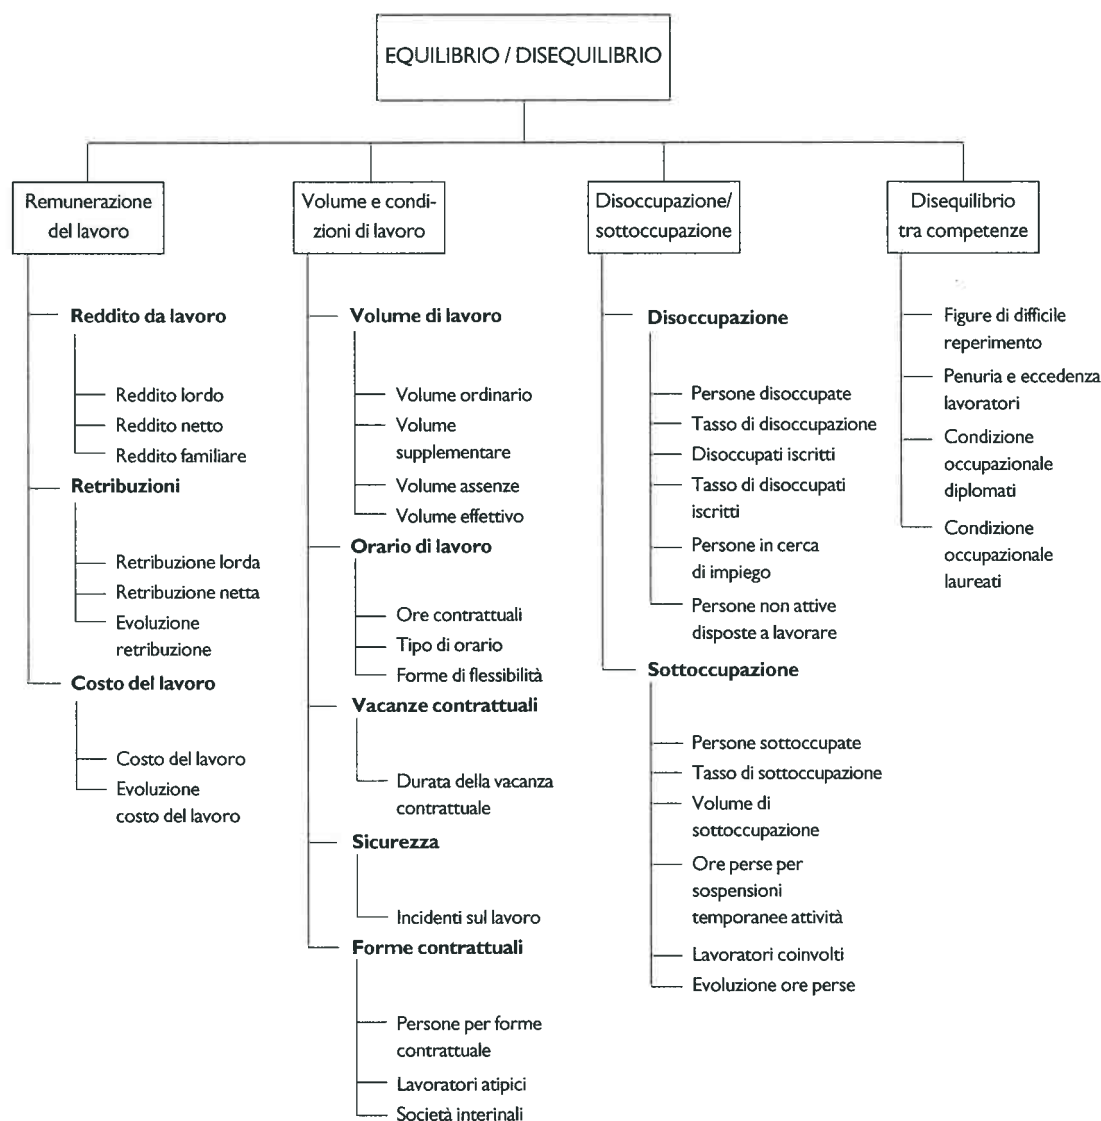 EQUILIBRIO / DISEQUILIBRIO
Remunerazione
del lavoro
Reddito da lavoro
Reddito lordo
Reddito netto
Reddito familiare
Retribuzioni
Retribuzione lorda
Retribuzione netta
Evoluzione
retribuzione
Costo del lavoro
Costo del lavoro
Evoluzione
costo del lavoro
Volume e condi-
zioni di lavoro
Volume di lavoro
Volume ordinario
Volume
supplementare
Volume assenze
Volume effettivo
Orario di lavoro
Ore contrattuali
Tipo di orario
Forme di flessibilità
Vacanze contrattuali
Durata della vacanza
contrattuale
Sicurezza
Incidenti sul lavoro
Forme contrattuali
Persone per forme
contrattuale
Lavoratori atipici
Società interinali
Disoccupazione/
sottoccupazione
Disoccupazione
Persone disoccupate
Tasso di disoccupazione
Disoccupati iscritti
Tasso di disoccupati
iscritti
Persone in cerca
di impiego
Persone non attive
disposte a lavorare
Sottoccupazione
Persone sottoccupate
Tasso di sottoccupazione
Volume di
sottoccupazione
Ore perse per
sospensioni
temporanee attività
Lavoratori coinvolti
Evoluzione ore perse
Disequilibrio
tra competenze
Figure di difficile
reperimento
Penuria e eccedenza
lavoratori
Condizione
occupazionale
diplomati
Condizione
occupazionale
laureati